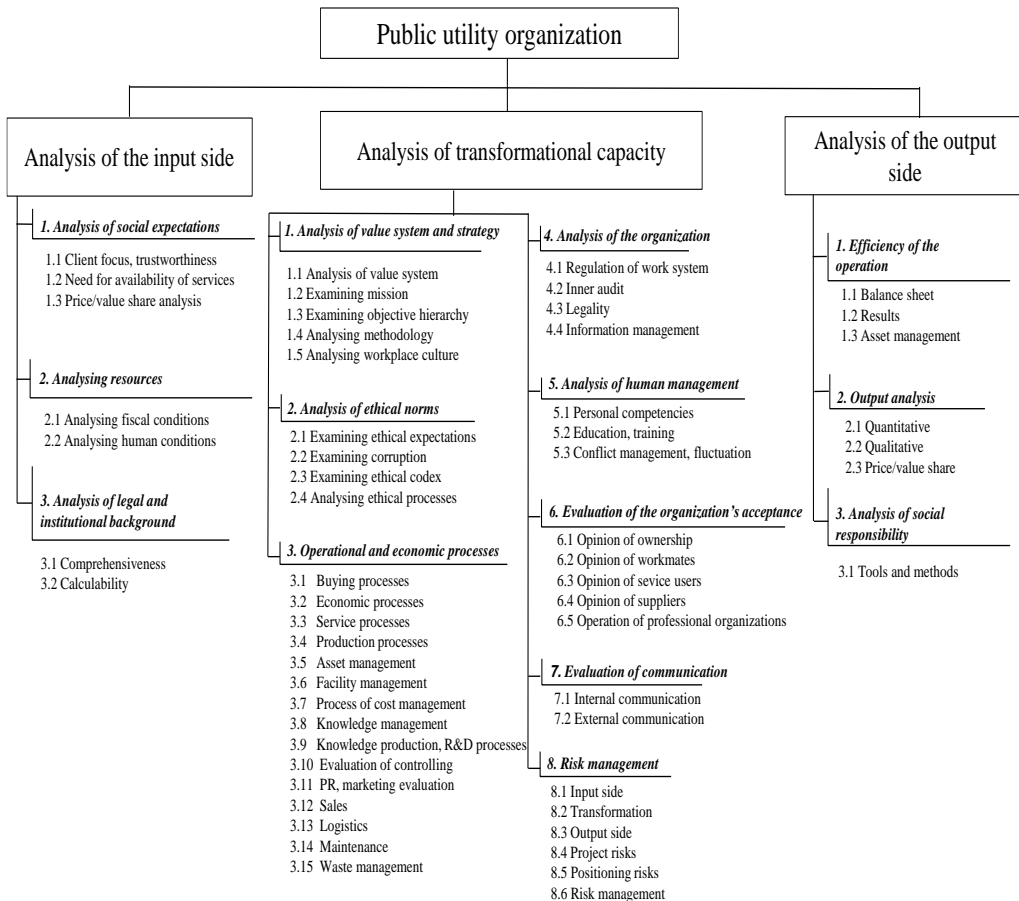 Public utility organization
Analysis of the input side
1. Analysis of social expectations
1.1 Client focus, trustworthiness
1.2 Need for availability of services
1.3 Price/value share analysis
2. Analysing resources
2.1 Analysing fiscal conditions
2.2 Analysing human conditions
3. Analysis of legal and
institutional background
3.1 Comprehensiveness
3.2 Calculability
Analysis of transformational capacity
1. Analysis of value system and strategy
1.1 Analysis of value system
1.2 Examining mission
1.3 Examining objective hierarchy
1.4 Analysing methodology
1.5 Analysing workplace culture
2. Analysis of ethical norms
2.1 Examining ethical expectations
2.2 Examining corruption
2.3 Examining ethical codex
2.4 Analysing ethical processes
3. Operational and economic processes
3.1 Buying processes
3.2 Economic processes
3.3 Service processes
3.4 Production processes
3.5 Asset management
3.6 Facility management
3.7 Process of cost management
3.8 Knowledge management
3.9 Knowledge production, R&D processes
3.10 Evaluation of controlling
3.11 PR, marketing evaluation
3.12 Sales
3.13 Logistics
3.14 Maintenance
3.15 Waste management
4. Analysis of the organization
4.1 Regulation of work system
4.2 Inner audit
4.3 Legality
4.4 Information management
5. Analysis of human management
5.1 Personal competencies
5.2 Education, training
5.3 Conflict management, fluctuation
6. Evaluation of the organization's acceptance
6.1 Opinion of ownership
6.2 Opinion of workmates
6.3 Opinion of sevice users
6.4 Opinion of suppliers
6.5 Operation of professional organizations
7. Evaluation of communication
7.1 Internal communication
7.2 External communication
8. Risk management
8.1 Input side
8.2 Transformation
8.3 Output side
8.4 Project risks
8.5 Positioning risks
8.6 Risk management
Analysis of the output
side
1. Efficiency of the
operation
1.1 Balance sheet
1.2 Results
1.3 Asset management
2. Output analysis
2.1 Quantitative
2.2 Qualitative
2.3 Price/value share
3. Analysis of social
responsibility
3.1 Tools and methods